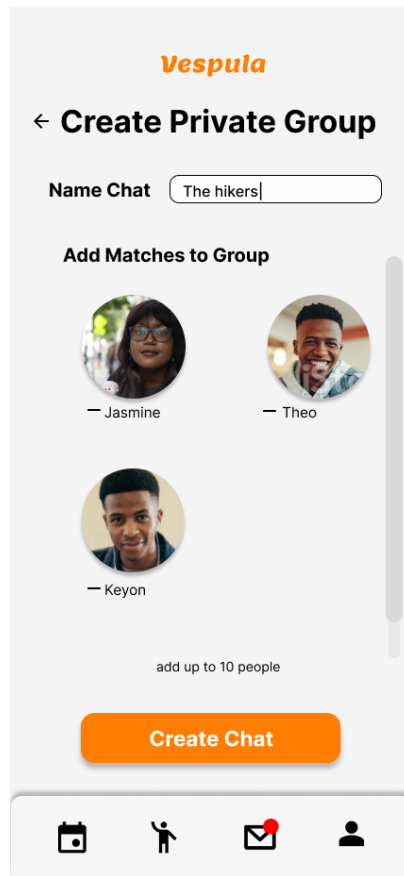 Vespula
← Create Private Group
Name Chat The hikers
Add Matches to Group
— Jasmine — Theo
— Keyon
add up to 10 people
Create Chat